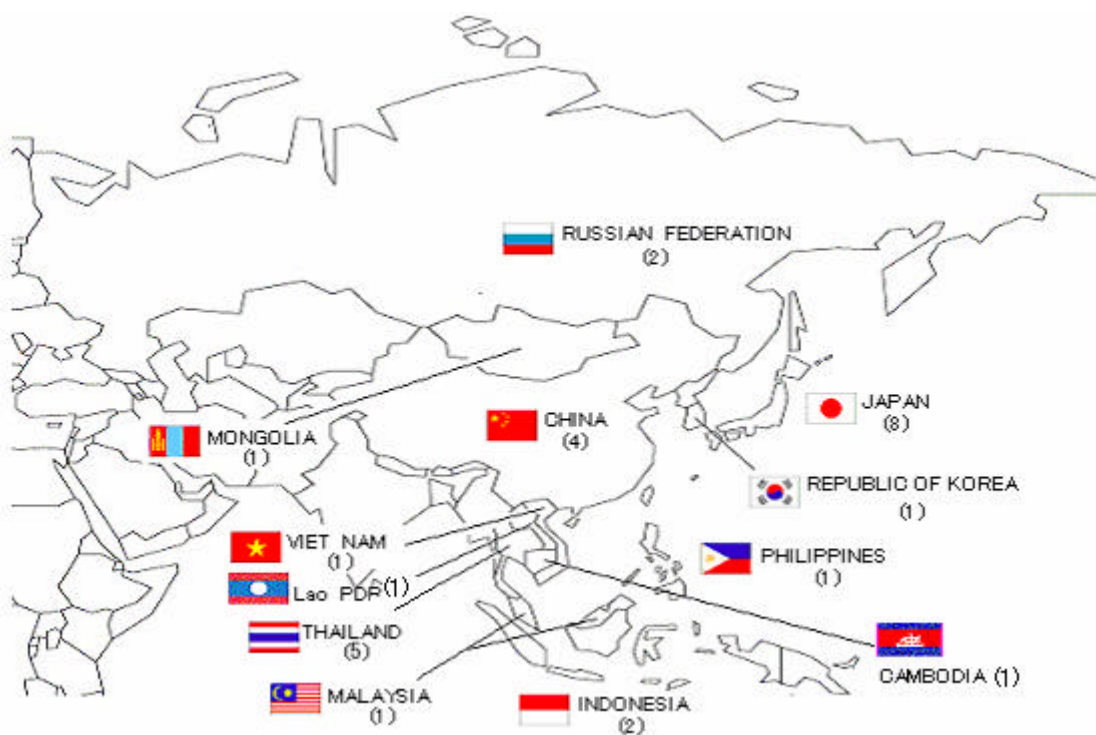 RUSSIAN FEDERATION
(2)
JAPAN
(8)
CHINA
(4)
MONGOLIA
(1)
REPUBLIC OF KOREA
(1)
VIET NAM
(1)
PHILIPPINES
(1)
Lao PDR (1)
THAILAND
(5)
CAMBODIA (1)
MALAYSIA
(1)
INDONESIA
(2)